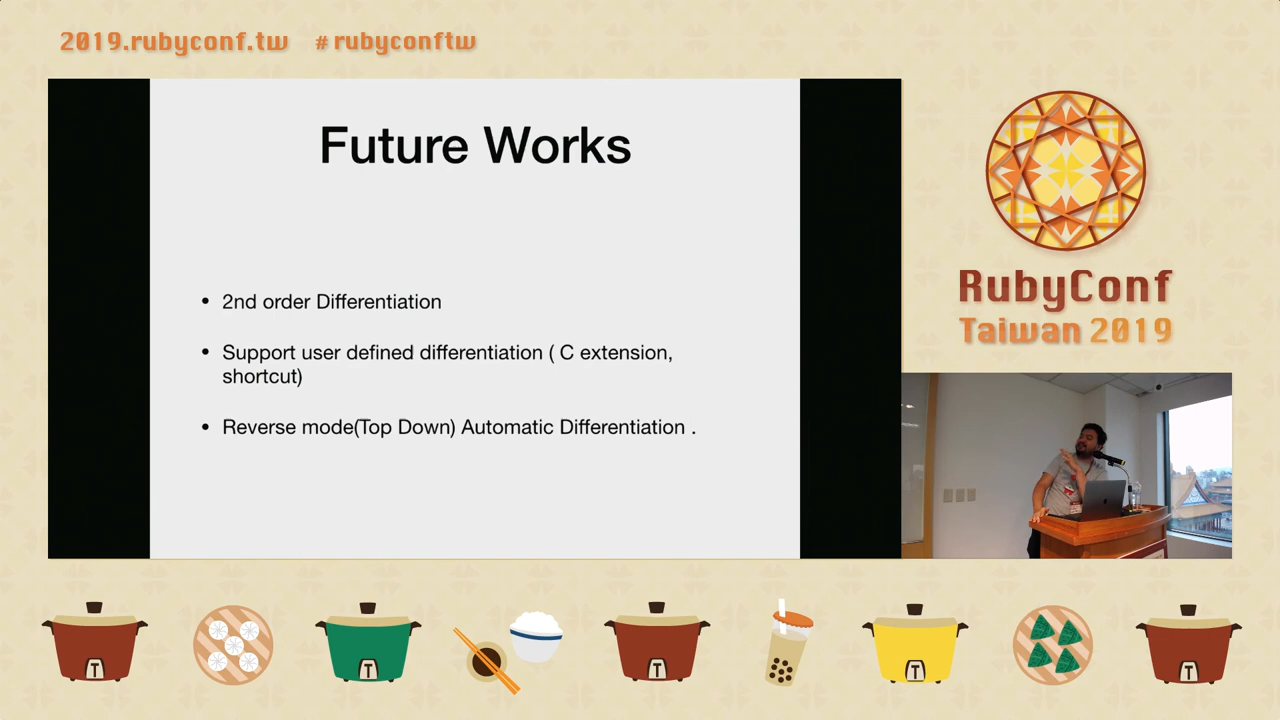 2019.rubyconf.tw #rubyconftw
Future Works
• 2nd order Differentiation
• Support user defined differentiation ( C extension,
shortcut)
• Reverse mode(Top Down) Automatic Differentiation .
RubyConf
Taiwan 2019
T
T
T
T
T